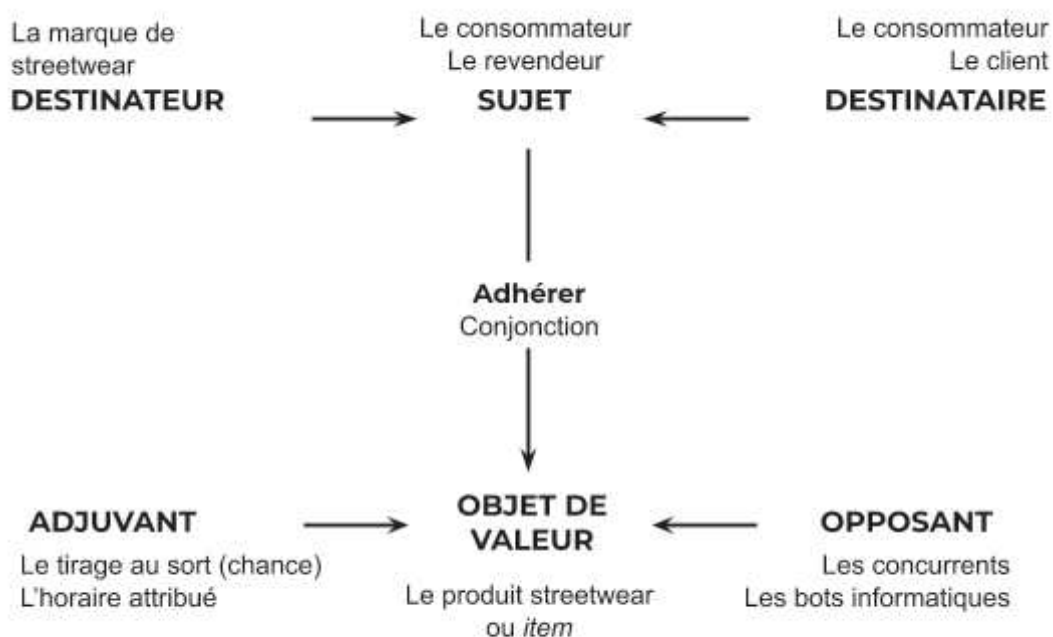 La marque de
streetwear
DESTINATEUR
Le consommateur
Le revendeur
SUJET
Le consommateur
Le client
DESTINATAIRE
Adhérer
Conjonction
ADJUVANT
Le tirage au sort (chance)
L'horaire attribué
OBJET DE
VALEUR
Le produit streetwear
ou item
OPPOSANT
Les concurrents
Les bots informatiques